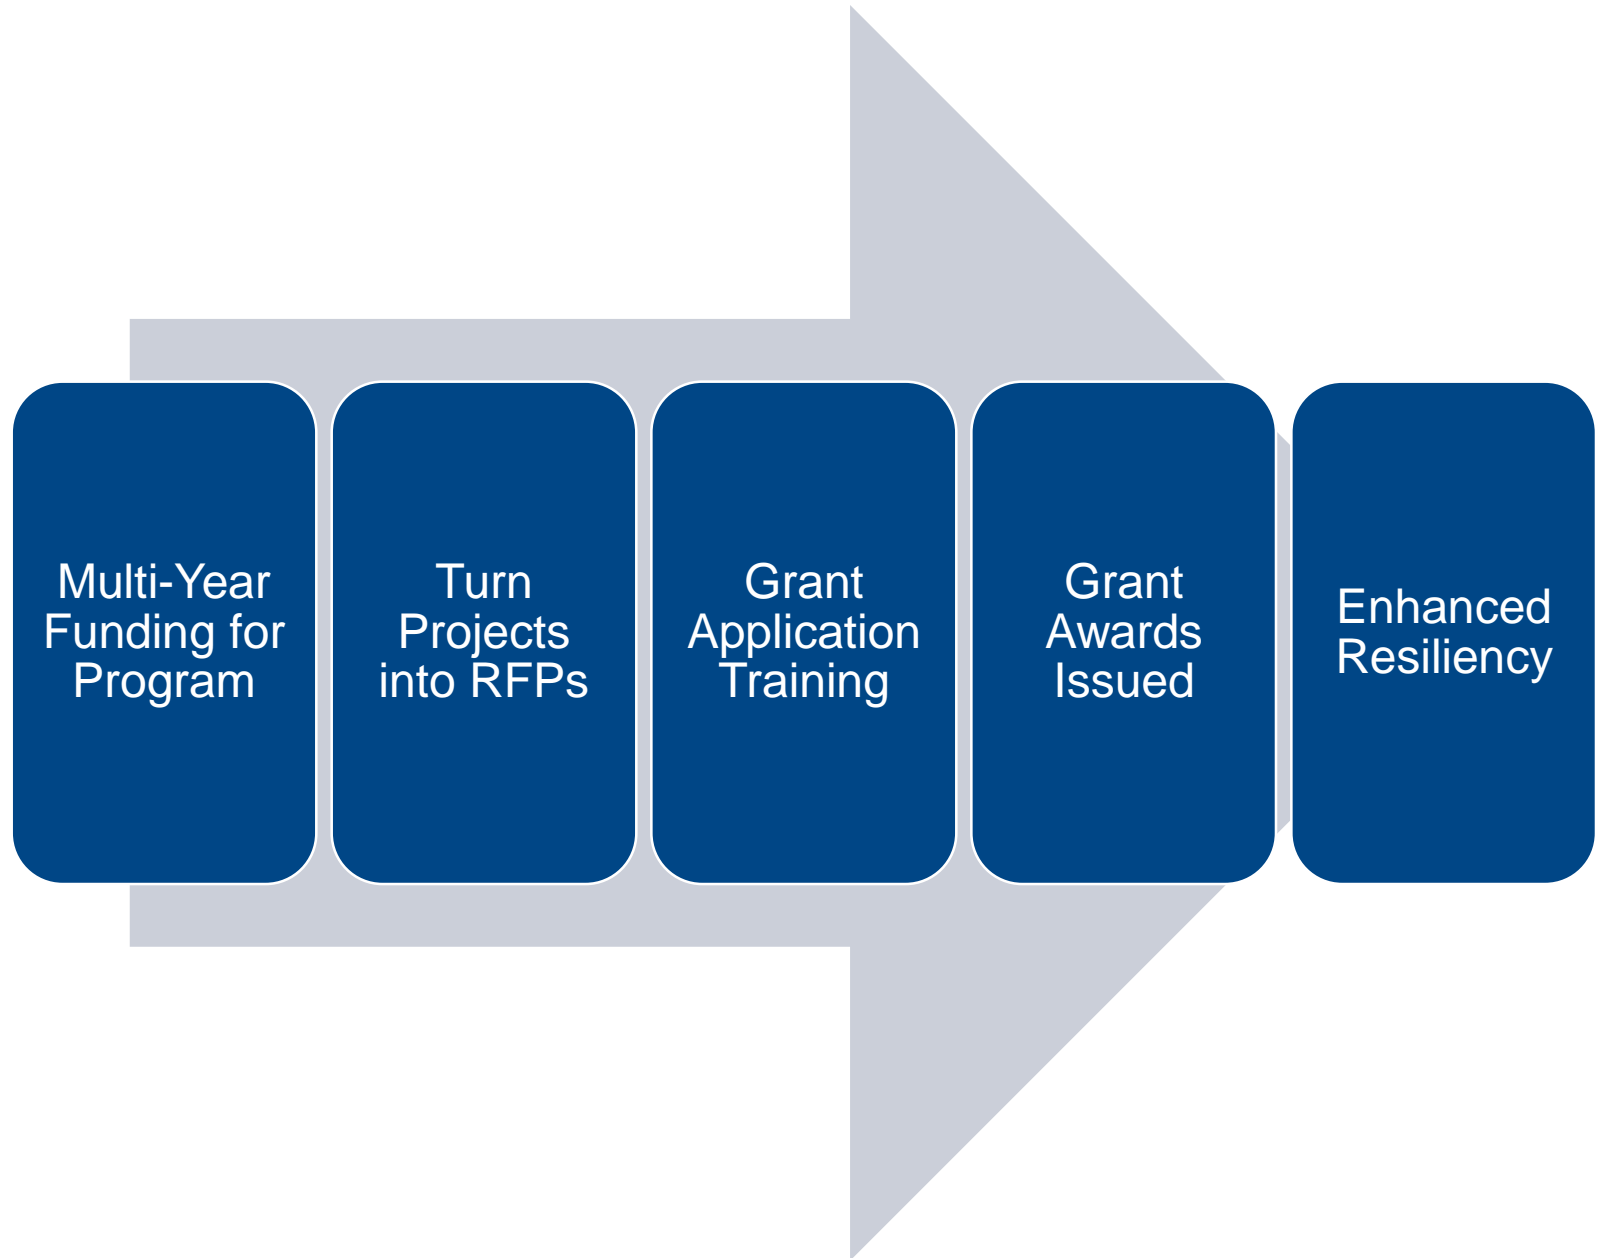 Multi-Year
Funding for
Program
Turn
Projects
into RFPs
Grant
Application
Training
Grant
Awards
Issued
Enhanced
Resiliency